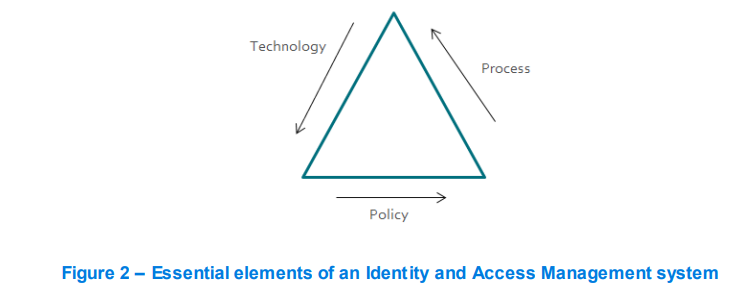 Technology
Process
Policy
Figure 2 – Essential elements of an Identity and Access Management system